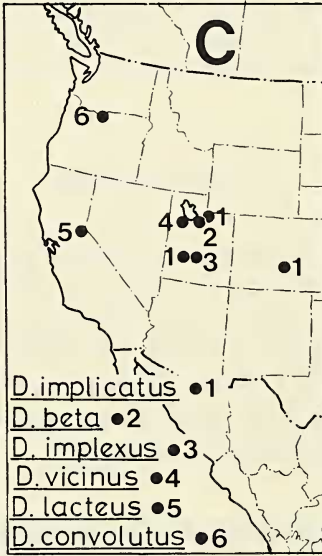 C
6
5
4
1
2
1
3
1
D. implicatus •1
D. beta •2
D. implexus •3
D. vicinus •4
D. lacteus •5
D. convolutus •6